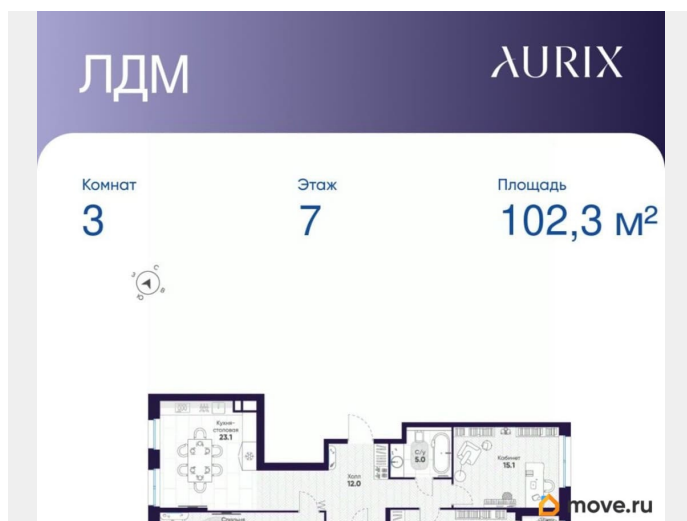 ЛДМ
AURIX
Комнат
3
Этаж
7
Площадь
102,3 м²
С
З
В
Ю
Кухня-
столовая
23.1
С/у
5.0
Кабинет
15.1
Холл
12.0
move.ru
Спальня